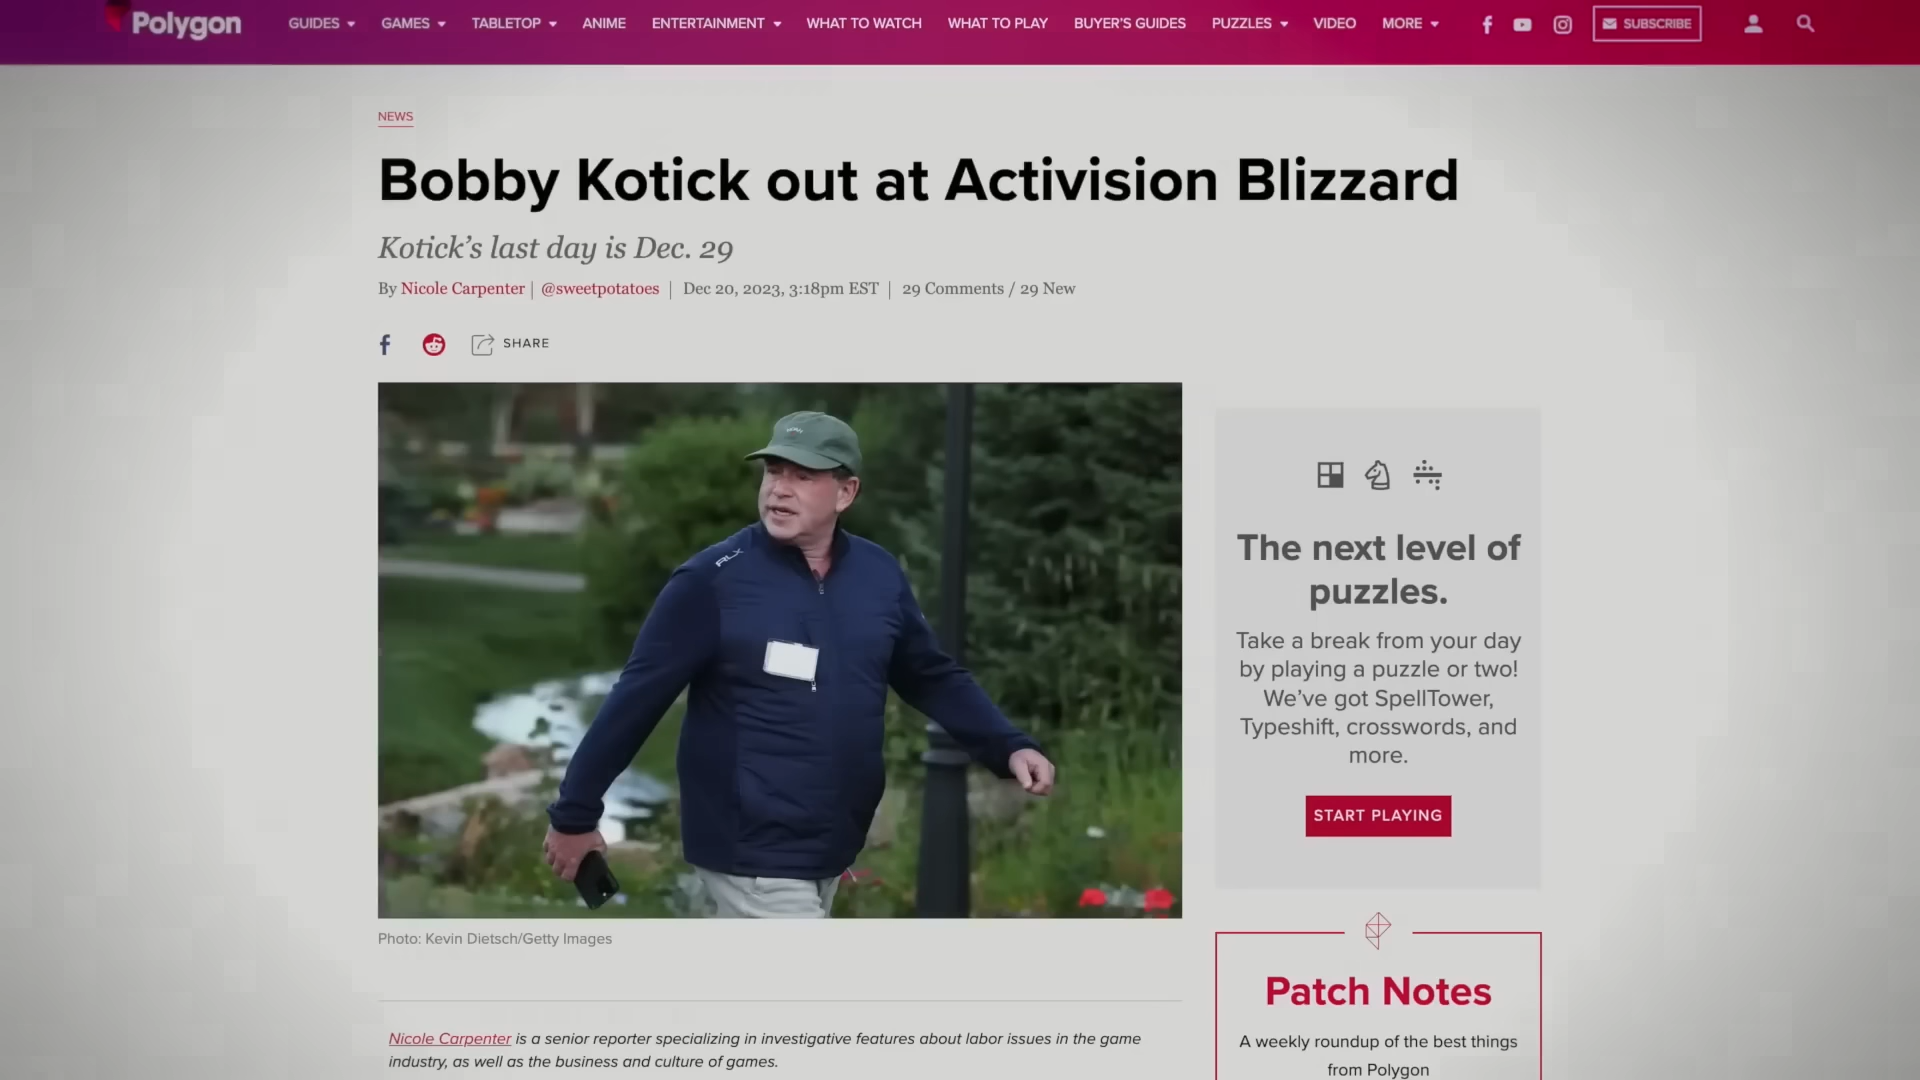 Polygon
GUIDES
GAMES
TABLETOP
ANIME
ENTERTAINMENT
WHAT TO WATCH
WHAT TO PLAY
BUYER'S GUIDES
PUZZLES
VIDEO
MORE
SUBSCRIBE
NEWS
Bobby Kotick out at Activision Blizzard
Kotick's last day is Dec. 29
By Nicole Carpenter | @sweetpotatoes | Dec 20, 2023, 3:18pm EST | 29 Comments / 29 New
SHARE
RLX
Photo: Kevin Dietsch/Getty Images
Nicole Carpenter is a senior reporter specializing in investigative features about labor issues in the game
industry, as well as the business and culture of games.
The next level of
puzzles.
Take a break from your day
by playing a puzzle or two!
We've got SpellTower,
Typeshift, crosswords, and
more.
START PLAYING
Patch Notes
A weekly roundup of the best things
from Polygon